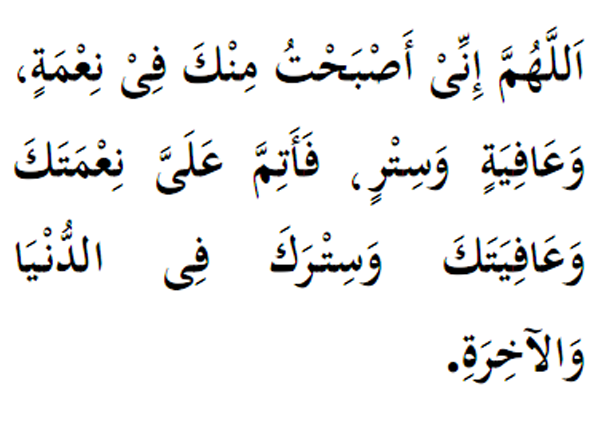 اَللَّهُمَّ إِنِّىْ أَصْبَحْتُ مِنْكَ فِىْ نِعْمَةٍ،
وَعَافِيَةٍ وَسِتْرٍ، فَأَتِمَّ عَلَىَّ نِعْمَتَكَ
وَعَافِيَتَكَ وَسِتْرَكَ فِى الدُّنْيَا
وَالآخِرَةِ.